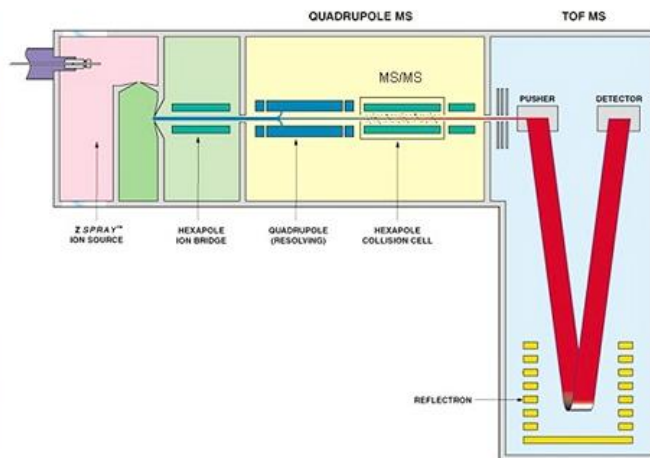 QUADRUPOLE MS
TOF MS
MS/MS
PUSHER
DETECTOR
Z SPRAY™
ION SOURCE
HEXAPOLE
ION BRIDGE
QUADRUPOLE
(RESOLVING)
HEXAPOLE
COLLISION CELL
REFLECTRON